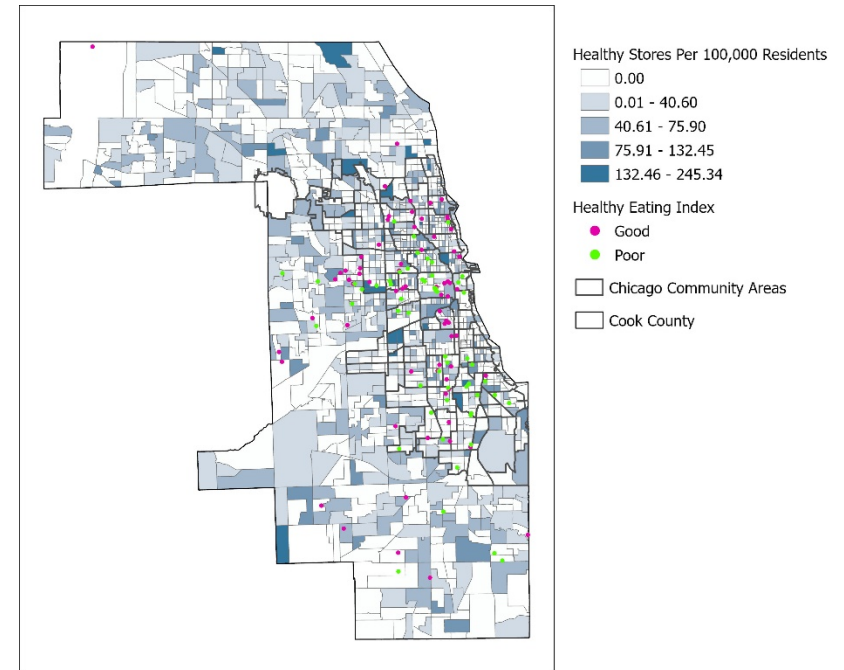 Healthy Stores Per 100,000 Residents
0.00
0.01 - 40.60
40.61 - 75.90
75.91 - 132.45
132.46 - 245.34
Healthy Eating Index
Good
Poor
Chicago Community Areas
Cook County